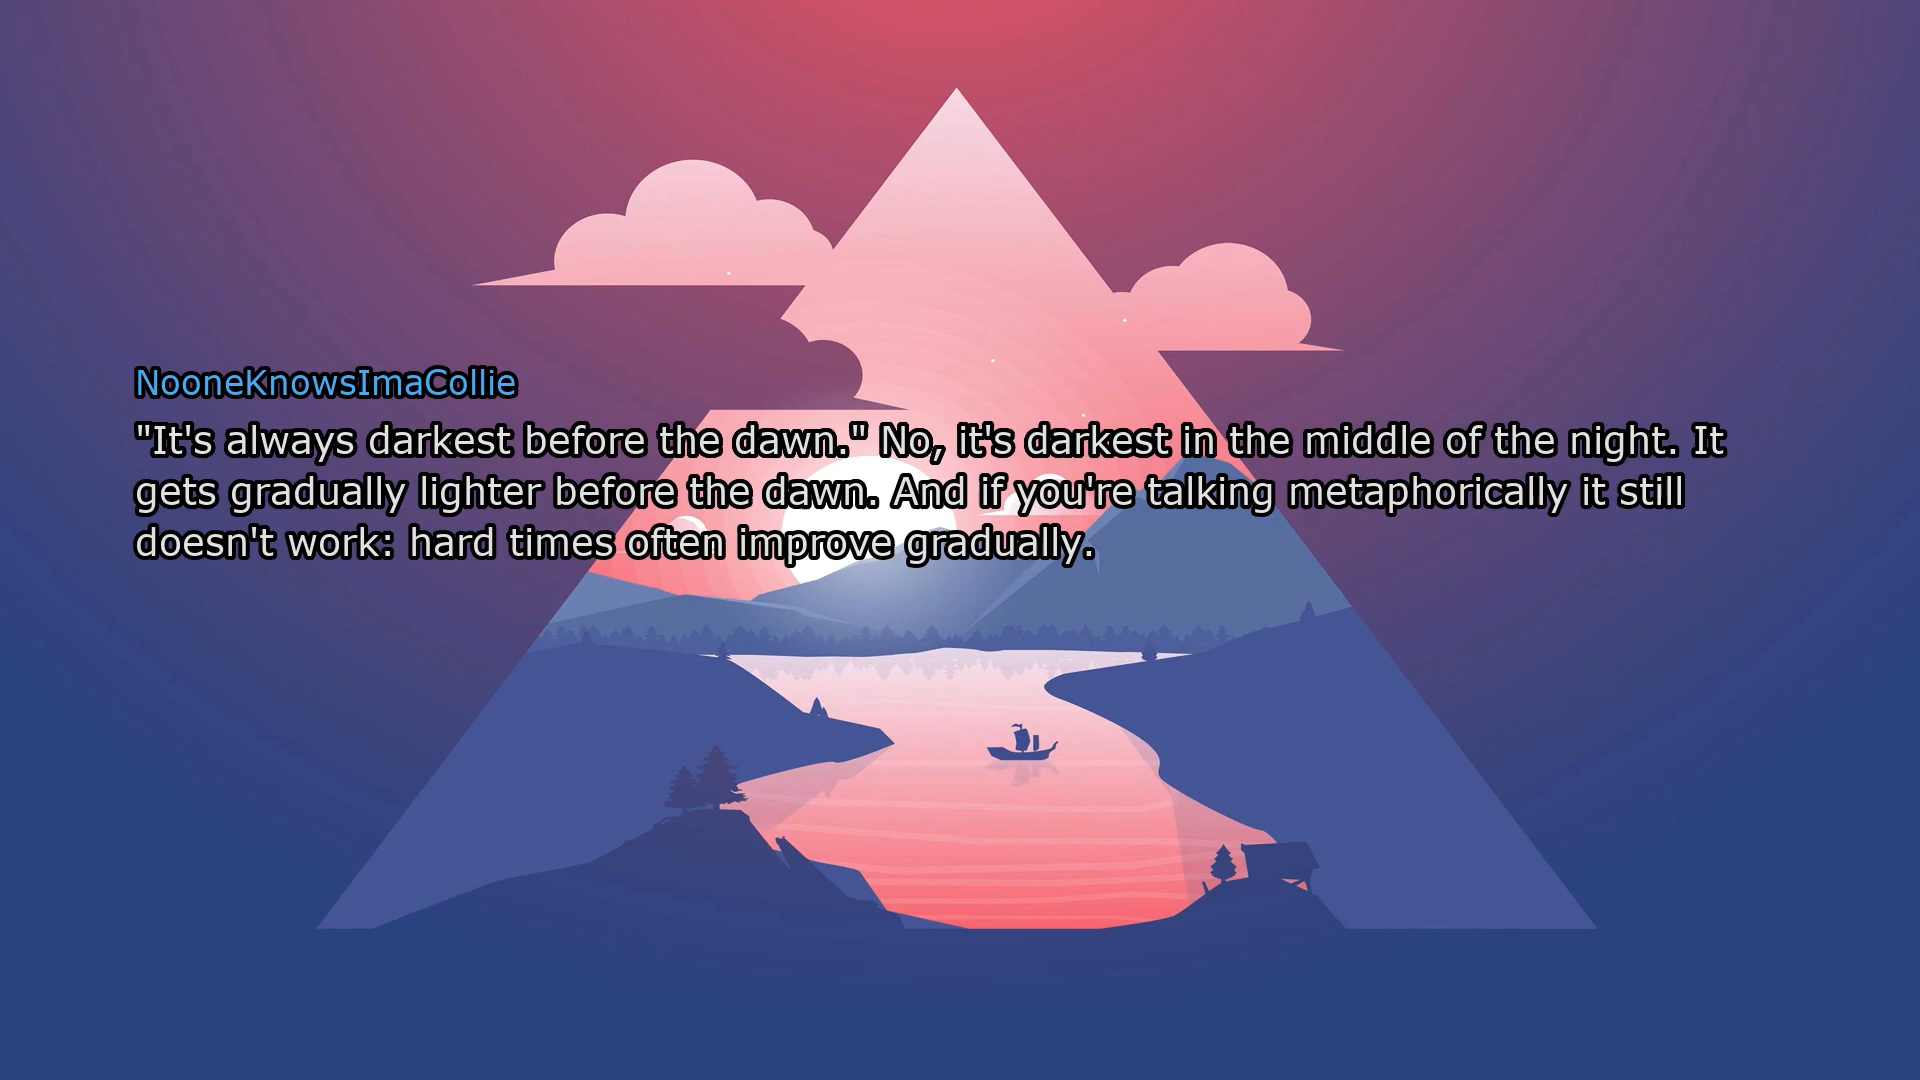 NooneKnowsImaCollie
"It's always darkest before the dawn." No, it's darkest in the middle of the night. It
gets gradually lighter before the dawn. And if you're talking metaphorically it still
doesn't work: hard times often improve gradually.